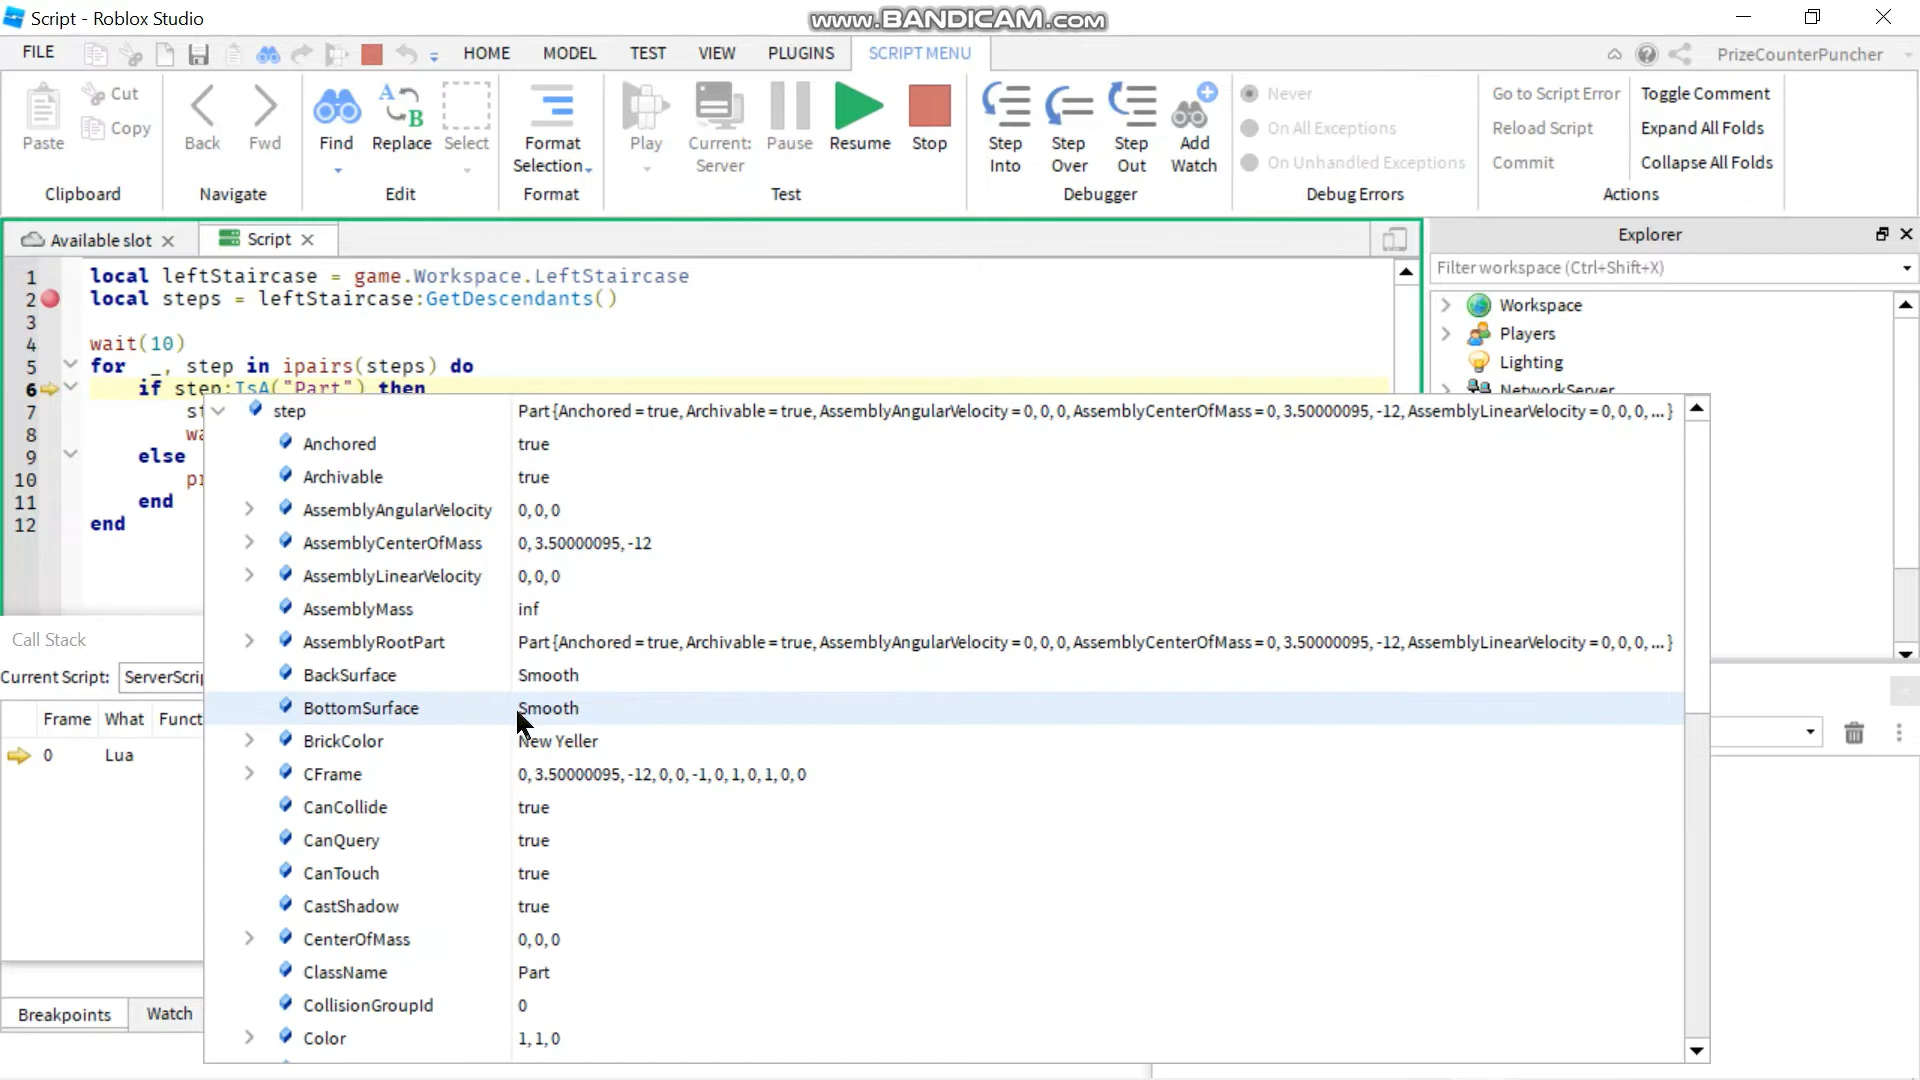 Script - Roblox Studio
www.BANDICAM.com
FILE
HOME
MODEL
TEST
VIEW
PLUGINS
SCRIPT MENU
PrizeCounterPuncher
Paste
Cut
Copy
Clipboard
Back
Fwd
Navigate
Find
Replace
Select
Edit
Format
Selection
Format
Play
Current:
Server
Pause
Resume
Stop
Test
Step
Into
Step
Over
Step
Out
Add
Watch
Debugger
Never
On All Exceptions
On Unhandled Exceptions
Debug Errors
Go to Script Error
Reload Script
Commit
Toggle Comment
Expand All Folds
Collapse All Folds
Actions
Available slot
Script
1 local leftStaircase = game.Workspace.LeftStaircase
2 local steps = leftStaircase:GetDescendants()
3
4 wait(10)
5 for _, step in ipairs(steps) do
6 if step:IsA("Part") then
7 st
8 wa
9 else
10 pr
11 end
12 end
Explorer
Filter workspace (Ctrl+Shift+X)
Workspace
Players
Lighting
NetworkServer
step Part {Anchored = true, Archivable = true, AssemblyAngularVelocity = 0, 0, 0, AssemblyCenterOfMass = 0, 3.50000095, -12, AssemblyLinearVelocity = 0, 0, 0, ... }
Anchored true
Archivable true
AssemblyAngularVelocity 0, 0, 0
AssemblyCenterOfMass 0, 3.50000095, -12
AssemblyLinearVelocity 0, 0, 0
AssemblyMass inf
AssemblyRootPart Part {Anchored = true, Archivable = true, AssemblyAngularVelocity = 0, 0, 0, AssemblyCenterOfMass = 0, 3.50000095, -12, AssemblyLinearVelocity = 0, 0, 0, ... }
BackSurface Smooth
BottomSurface Smooth
BrickColor New Yeller
CFrame 0, 3.50000095, -12, 0, 0, -1, 0, 1, 0, 1, 0, 0
CanCollide true
CanQuery true
CanTouch true
CastShadow true
CenterOfMass 0, 0, 0
ClassName Part
CollisionGroupId 0
Color 1, 1, 0
Call Stack
Current Script: ServerScri
Frame What Funct
0 Lua
Breakpoints
Watch